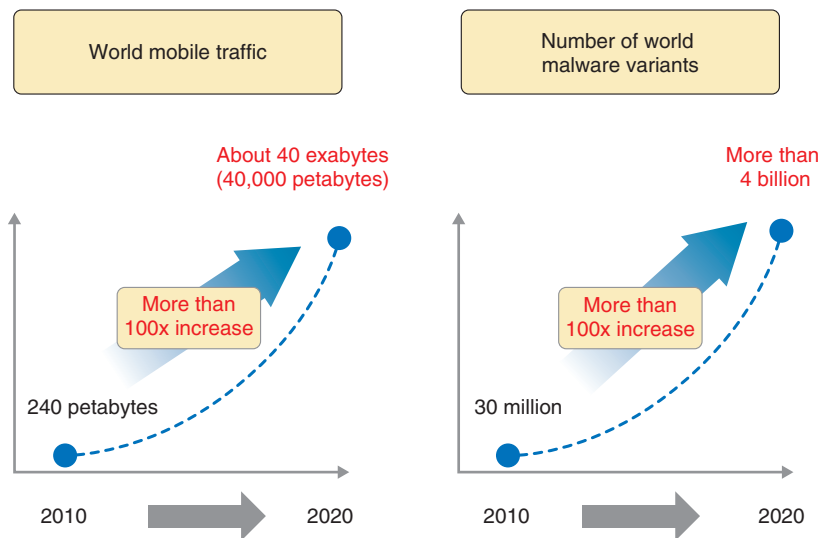 World mobile traffic
About 40 exabytes
(40,000 petabytes)
More than
100x increase
240 petabytes
2010
2020
Number of world
malware variants
More than
4 billion
More than
100x increase
30 million
2010
2020